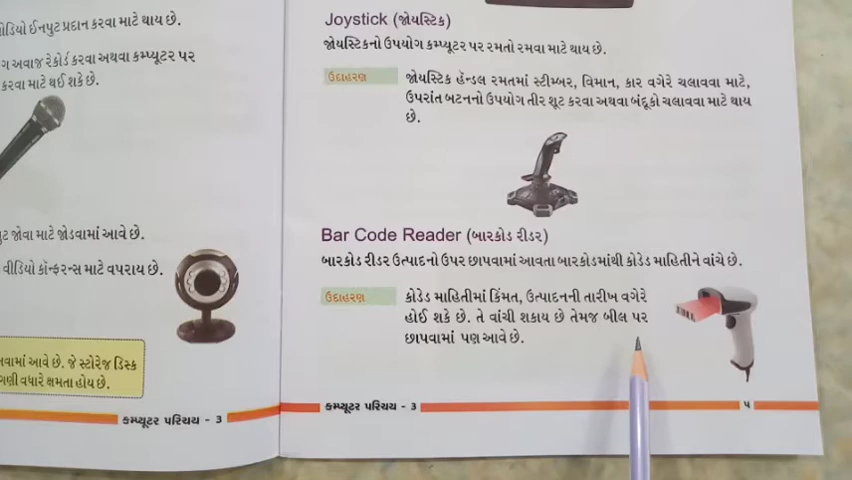 ઓડિયો ઈનપુટ પ્રદાન કરવા માટે થાય છે.
ગ અવાજ રેકોર્ડ કરવા અથવા કમ્પ્યૂટર પર
કરવા માટે થઈ શકે છે.
જોવા માટે જોડવામાં આવે છે.
વીડિયો કૉન્ફરન્સ માટે વપરાય છે.
આવે છે. જે સ્ટોરેજ ડિસ્ક
વધારે ક્ષમતા હોય છે.
કમ્પ્યૂટર પરિચય - 3
Joystick (જોયસ્ટિક)
જોયસ્ટિકનો ઉપયોગ કમ્પ્યૂટર પર રમતો રમવા માટે થાય છે.
ઉદાહરણ
જોયસ્ટિક હૅન્ડલ રમતમાં સ્ટીમ્બર, વિમાન, કાર વગેરે ચલાવવા માટે,
ઉપરાંત બટનનો ઉપયોગ તીર શૂટ કરવા અથવા બંદૂકો ચલાવવા માટે થાય
છે.
Bar Code Reader (બારકોડ રીડર)
બારકોડ રીડર ઉત્પાદનો ઉપર છાપવામાં આવતા બારકોડમાંથી કોડેડ માહિતીને વાંચે છે.
ઉદાહરણ
કોડેડ માહિતીમાં કિંમત, ઉત્પાદનની તારીખ વગેરે
હોઈ શકે છે. તે વાંચી શકાય છે તેમજ બીલ પર
છાપવામાં પણ આવે છે.
કમ્પ્યૂટર પરિચય - 3
૫